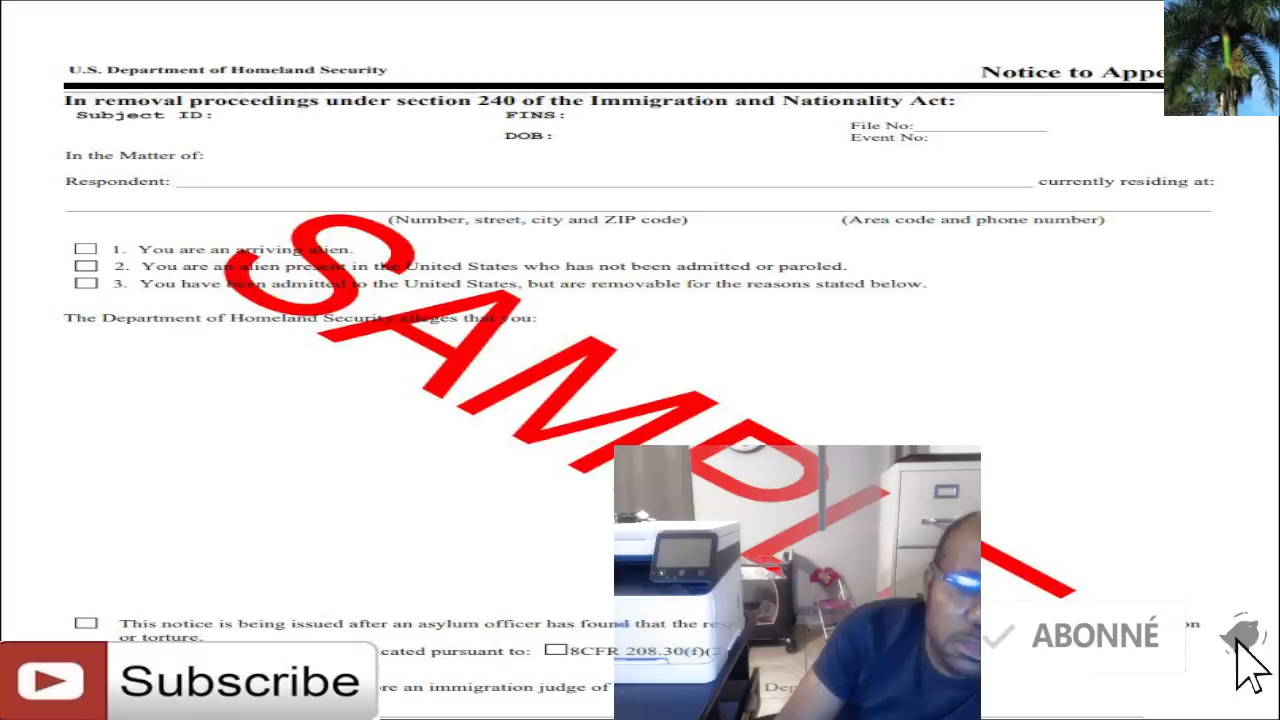 U.S. Department of Homeland Security
Notice to Appe
In removal proceedings under section 240 of the Immigration and Nationality Act:
Subject ID: FINS:
File No:
DOB:
Event No:
In the Matter of:
Respondent: currently residing at:
(Number, street, city and ZIP code) (Area code and phone number)
1. You are an arriving alien.
2. You are an alien present in the United States who has not been admitted or paroled.
3. You have been admitted to the United States, but are removable for the reasons stated below.
The Department of Homeland Security alleges that you:
SAMPL
This notice is being issued after an asylum officer has found that the res on
or torture.
cated pursuant to: 8CFR 208.30(f)(2
re an immigration judge of Dep
Subscribe
ABONNÉ